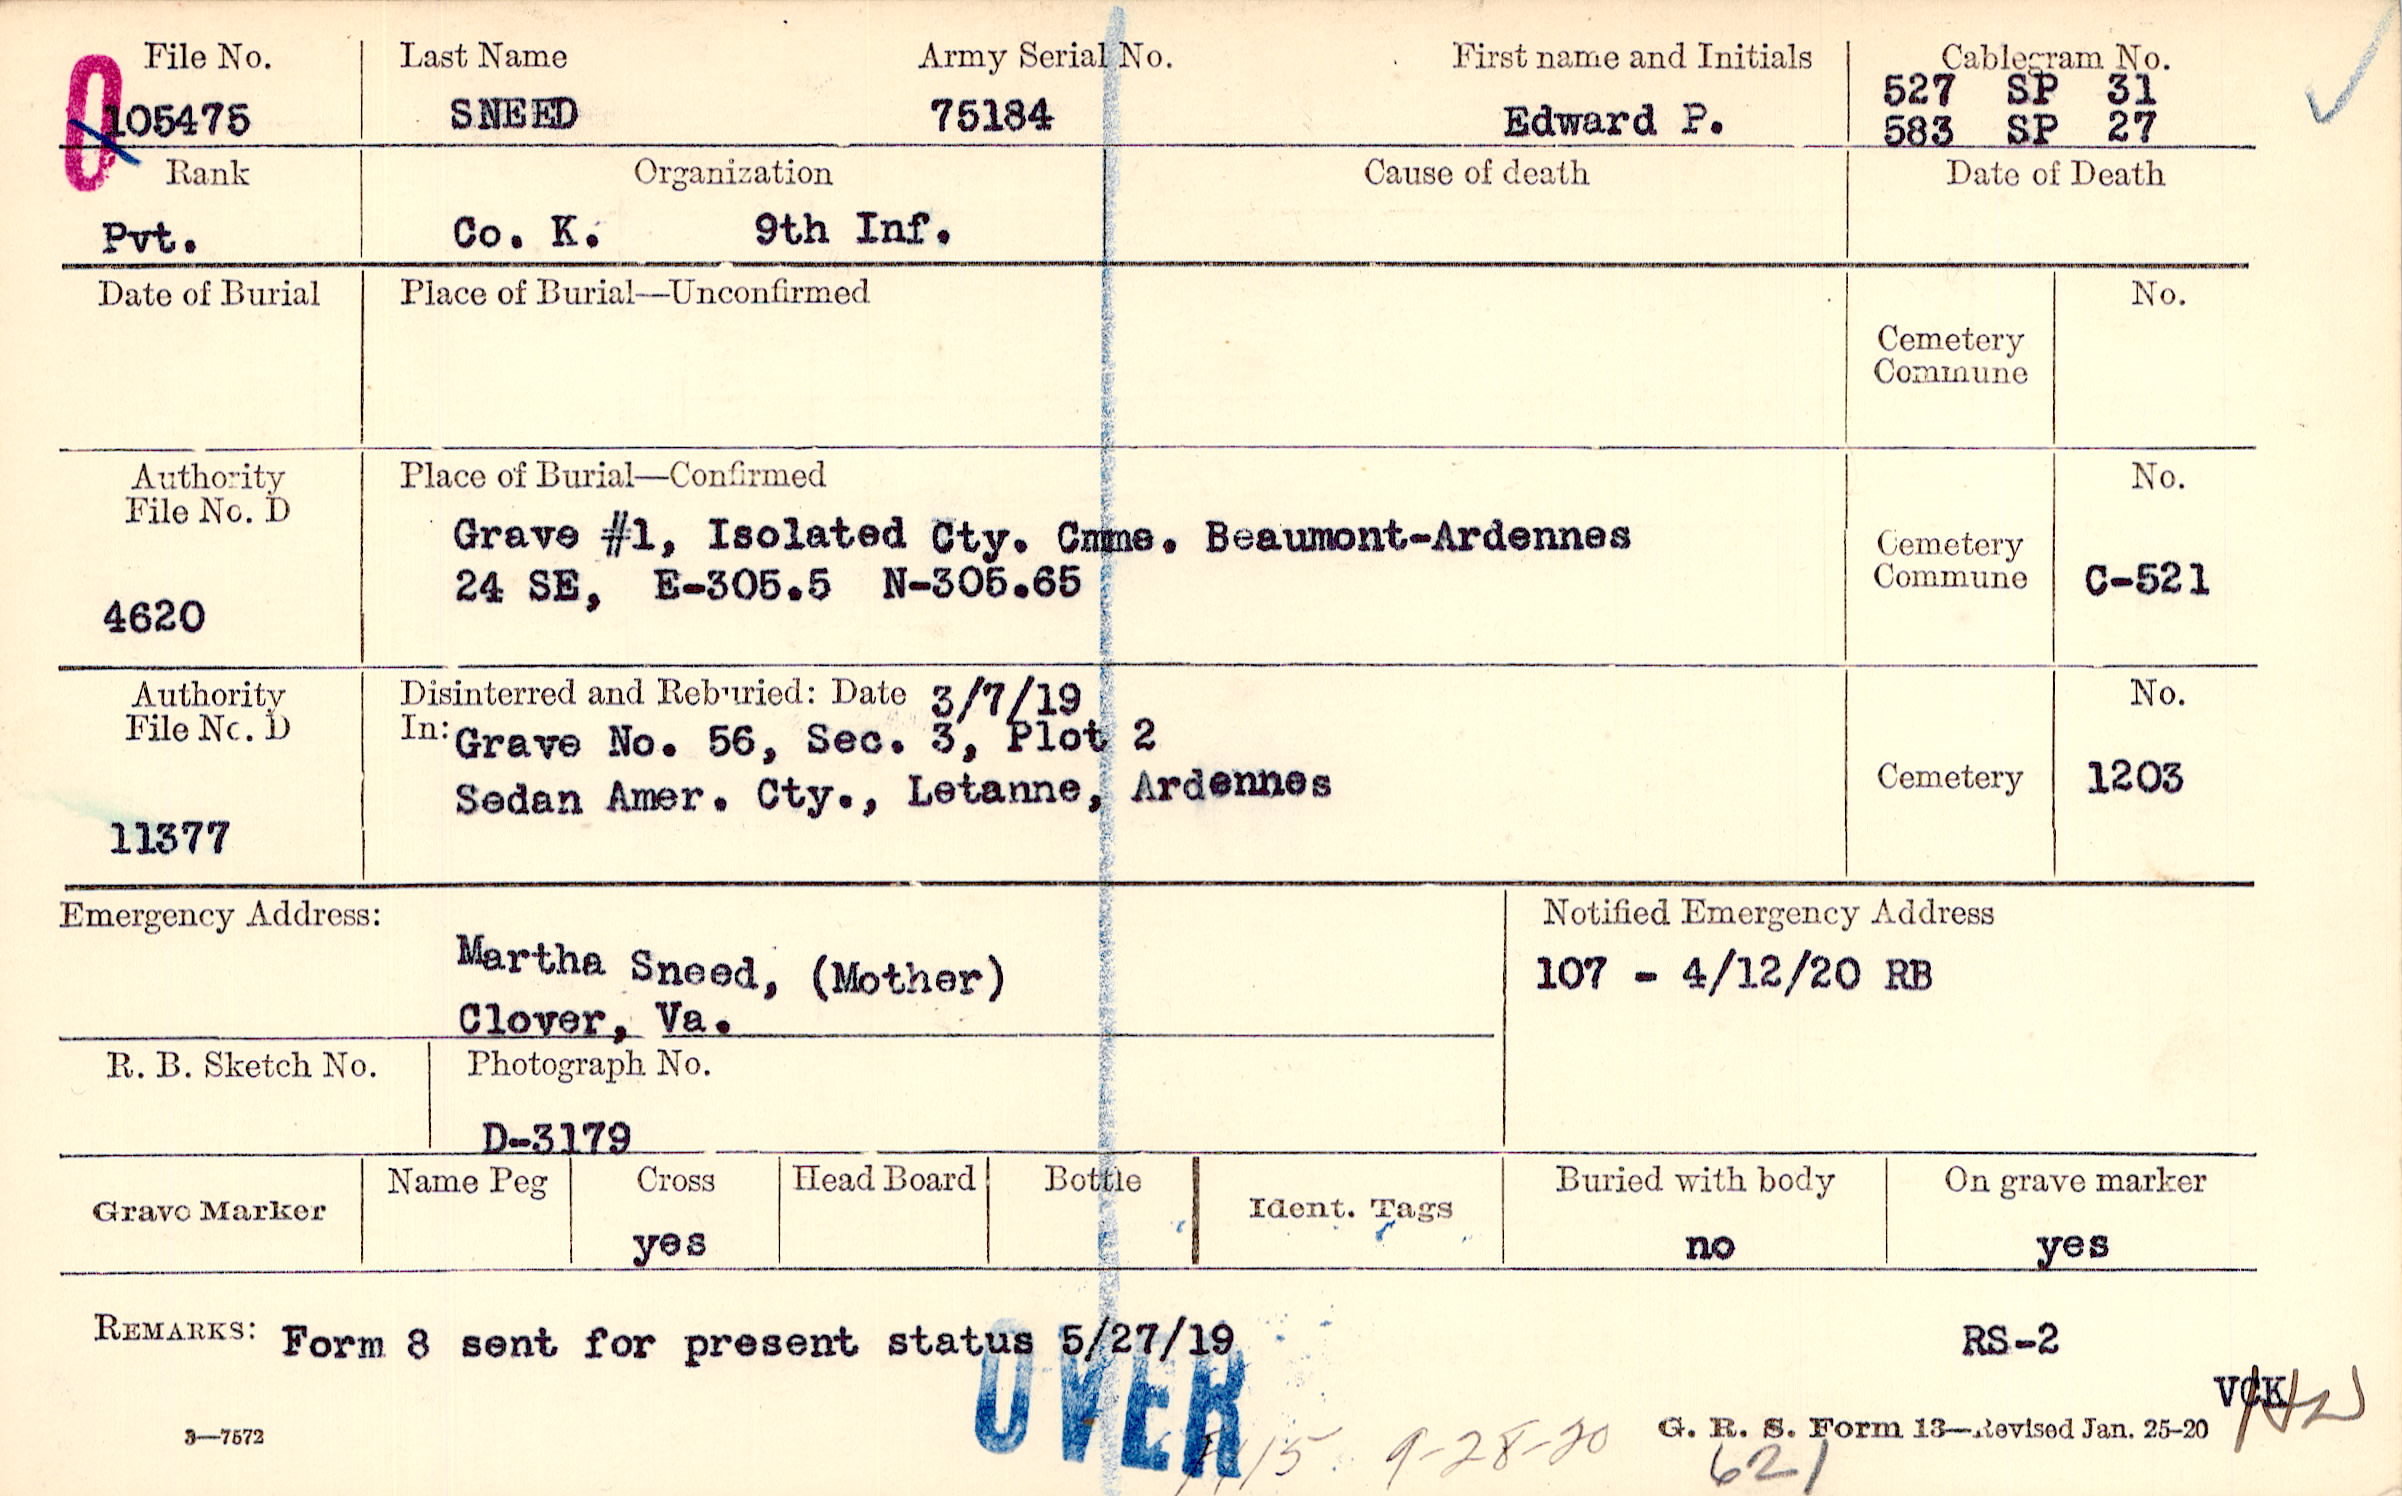 File No. Last Name Army Serial No. First name and Initials Cablegram No.
527 SP 31
105475 SNEED 75184 Edward P. 583 SP 27
Rank Organization Cause of death Date of Death
Pvt. Co. K. 9th Inf.
Date of Burial Place of Burial—Unconfirmed No.
Cemetery
Commune
Authority Place of Burial—Confirmed No.
File No. D
Grave #1, Isolated Cty. Cmms. Beaumont-Ardennes Cemetery
24 SE, E-305.5 N-305.65 Commune C-521
4620
Authority Disinterred and Reburied: Date 3/7/19 No.
File No. D In: Grave No. 56, Sec. 3, Plot 2
Sedan Amer. Cty., Letanne, Ardennes Cemetery 1203
11377
Emergency Address: Notified Emergency Address
Martha Sneed, (Mother) 107 - 4/12/20 RB
Clover, Va.
R. B. Sketch No. Photograph No.
D-3179
Grave Marker Name Peg Cross Head Board Bottle Ident. Tags Buried with body On grave marker
yes no yes
REMARKS: Form 8 sent for present status 5/27/19 RS-2
OVER
VCK
3—7572 9-28-20 G. R. S. Form 13—Revised Jan. 25-20
621